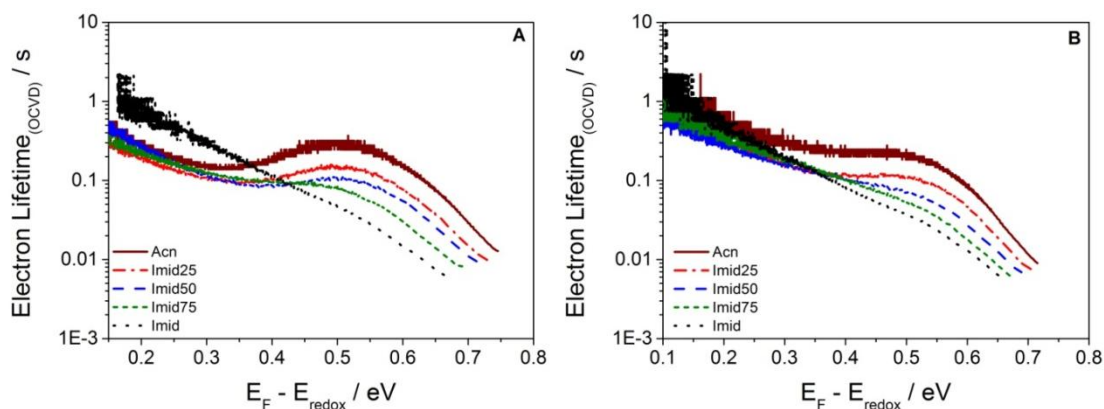 A
10
1
0.1
0.01
1E-3
Electron Lifetime(OCVD) / s
Acn
Imid25
Imid50
Imid75
Imid
0.2 0.3 0.4 0.5 0.6 0.7 0.8
EF - Eredox / eV
B
10
1
0.1
0.01
1E-3
Electron Lifetime(OCVD) / s
Acn
Imid25
Imid50
Imid75
Imid
0.1 0.2 0.3 0.4 0.5 0.6 0.7 0.8
EF - Eredox / eV